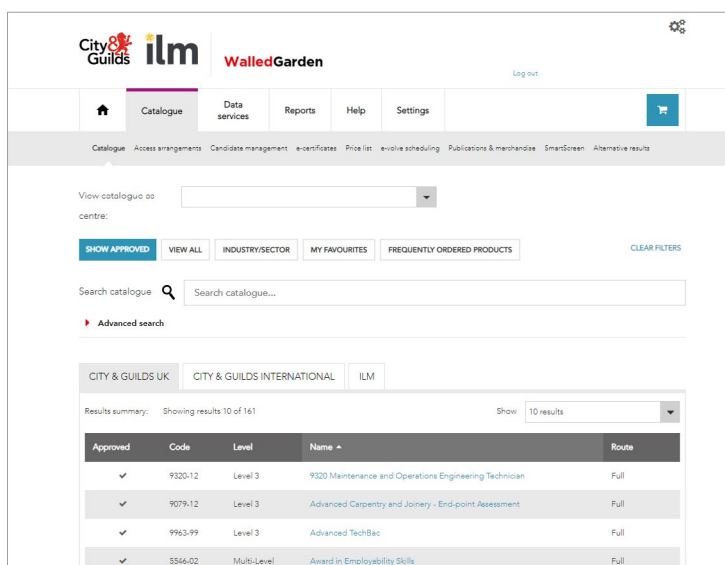 City& Guilds ilm WalledGarden
Log out
Catalogue Data services Reports Help Settings
Catalogue Access arrangements Candidate management e-certificates Price list e-volve scheduling Publications & merchandise SmartScreen Alternative results
View catalogue as centre:
SHOW APPROVED VIEW ALL INDUSTRY/SECTOR MY FAVOURITES FREQUENTLY ORDERED PRODUCTS CLEAR FILTERS
Search catalogue Search catalogue...
Advanced search
CITY & GUILDS UK CITY & GUILDS INTERNATIONAL ILM
Results summary: Showing results 10 of 161 Show 10 results
Approved Code Level Name Route
9320-12 Level 3 9320 Maintenance and Operations Engineering Technician Full
9079-12 Level 3 Advanced Carpentry and Joinery - End-point Assessment Full
9963-99 Level 3 Advanced TechBac Full
5546-02 Multi-Level Award in Employability Skills Full